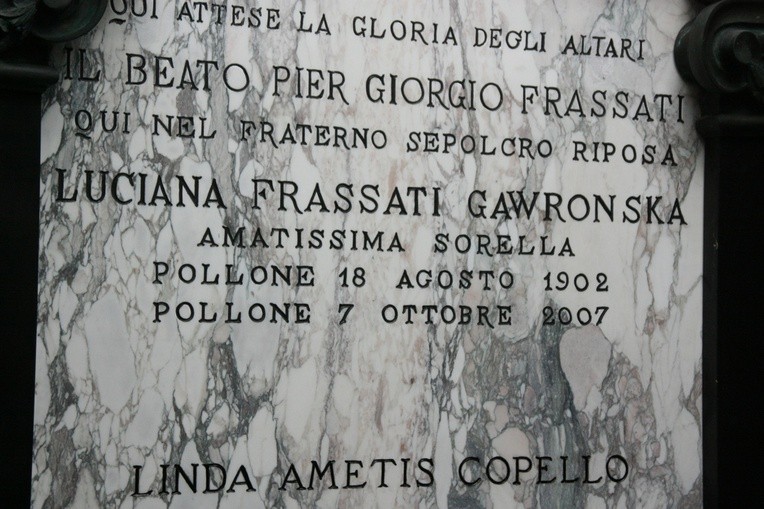 QUI ATTESE LA GLORIA DEGLI ALTARI
IL BEATO PIER GIORGIO FRASSATI
QUI NEL FRATERNO SEPOLCRO RIPOSA
LUCIANA FRASSATI GAWRONSKA
AMATISSIMA SORELLA
POLLONE 18 AGOSTO 1902
POLLONE 7 OTTOBRE 2007
LINDA AMETIS COPELLO